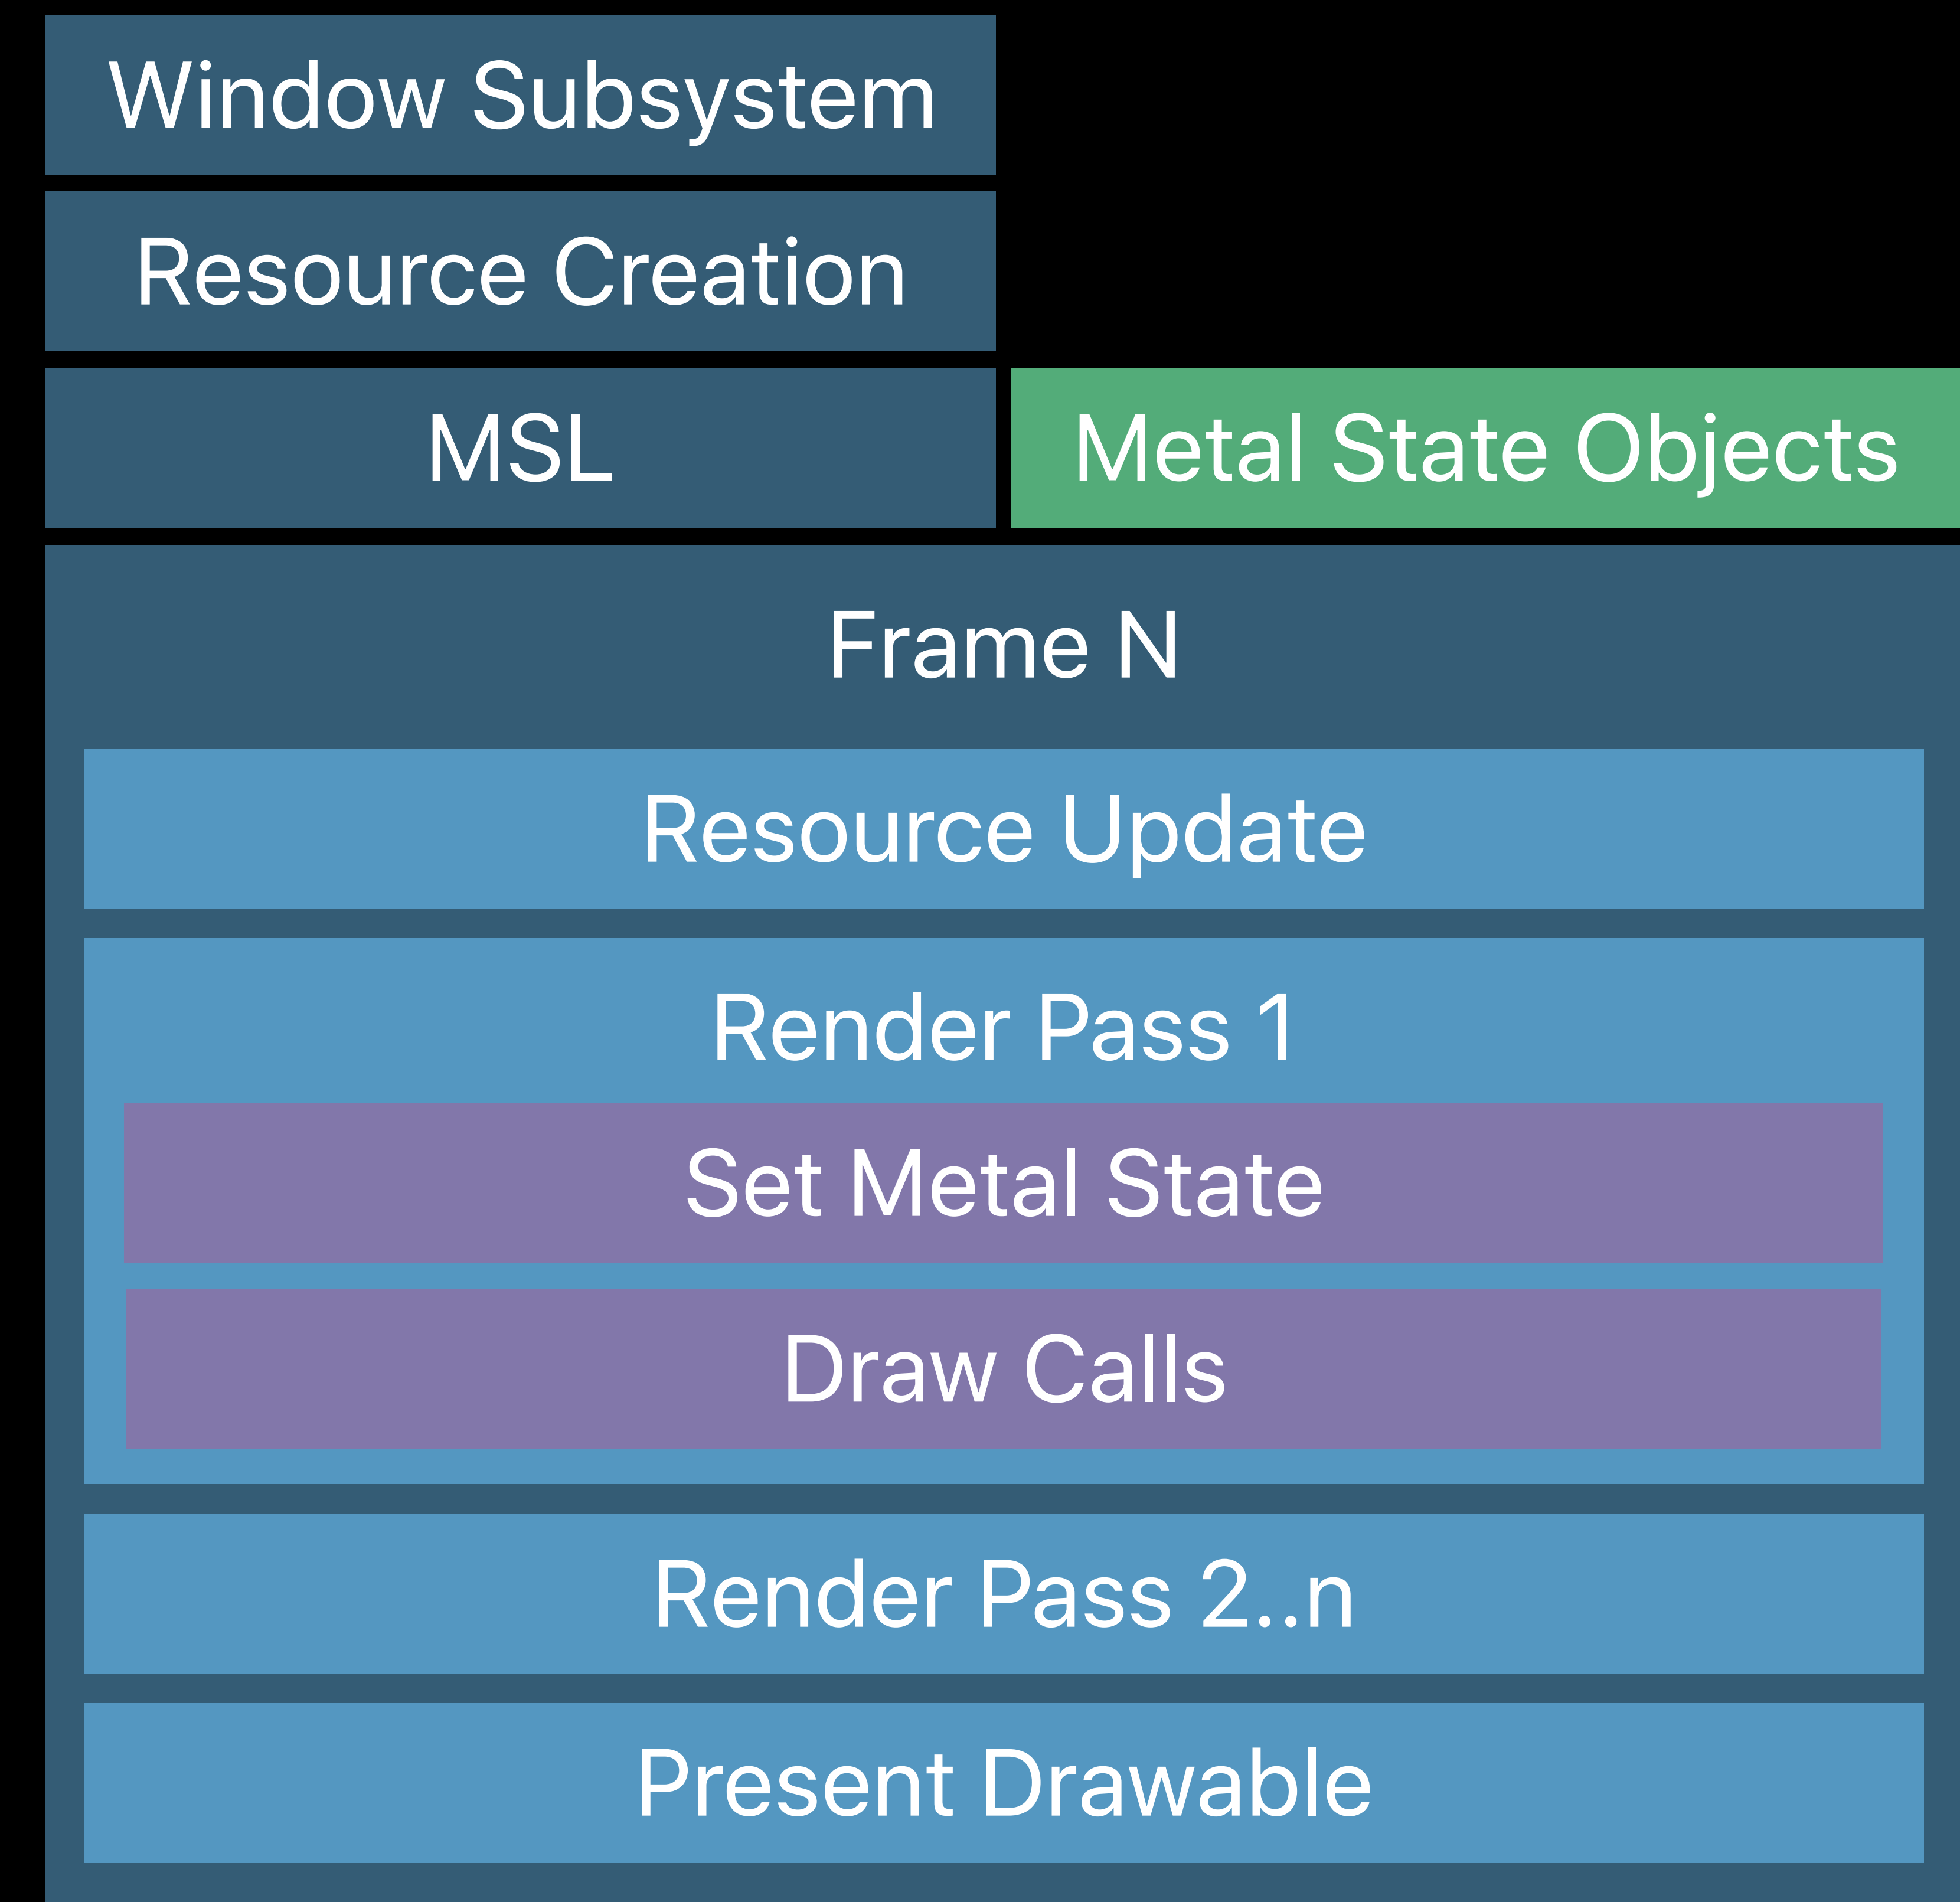 Window Subsystem
Resource Creation
MSL
Metal State Objects
Frame N
Resource Update
Render Pass 1
Set Metal State
Draw Calls
Render Pass 2..n
Present Drawable